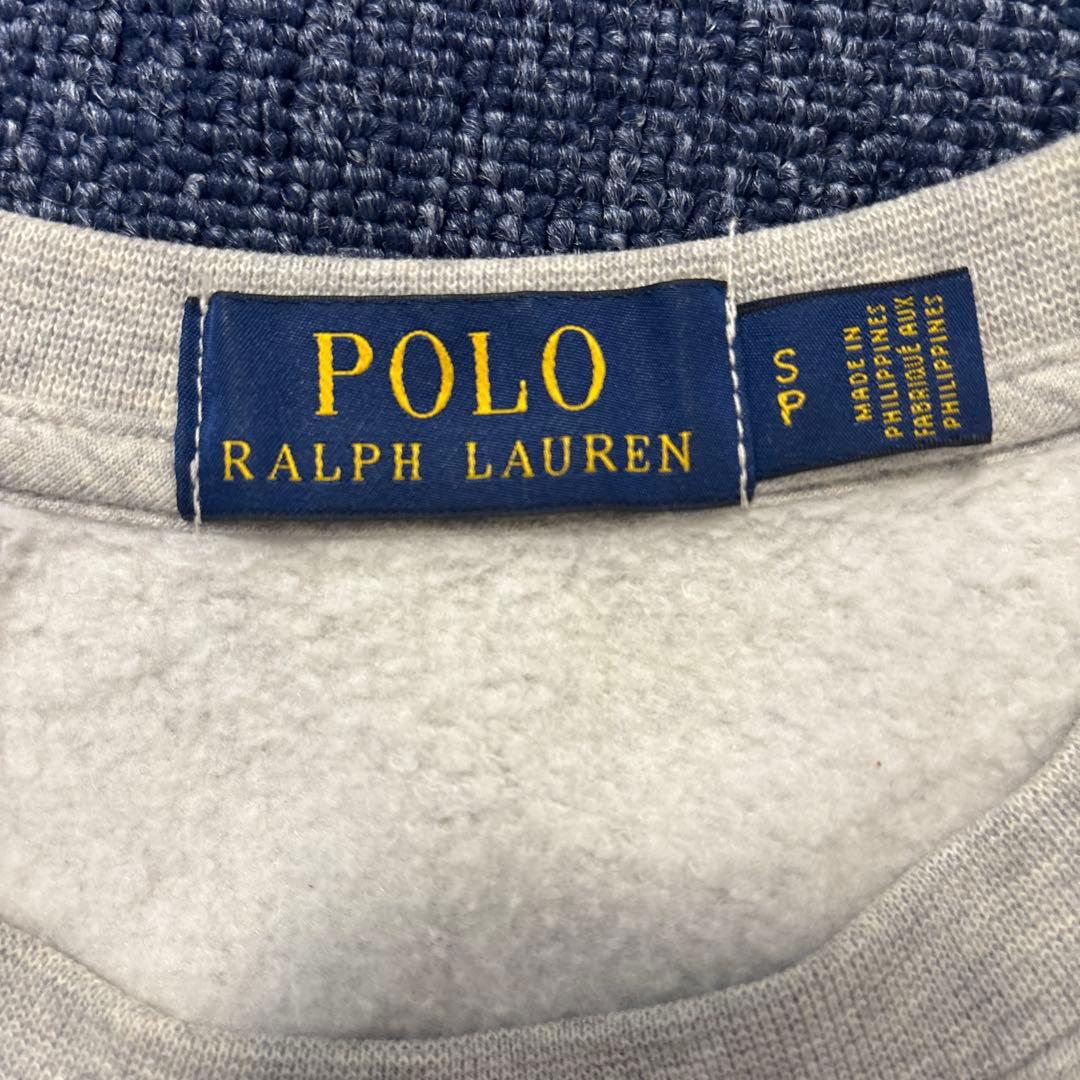 POLO
RALPH LAUREN
S
P
MADE IN
PHILIPPINES
FABRIQUÉ AUX
PHILIPPINES